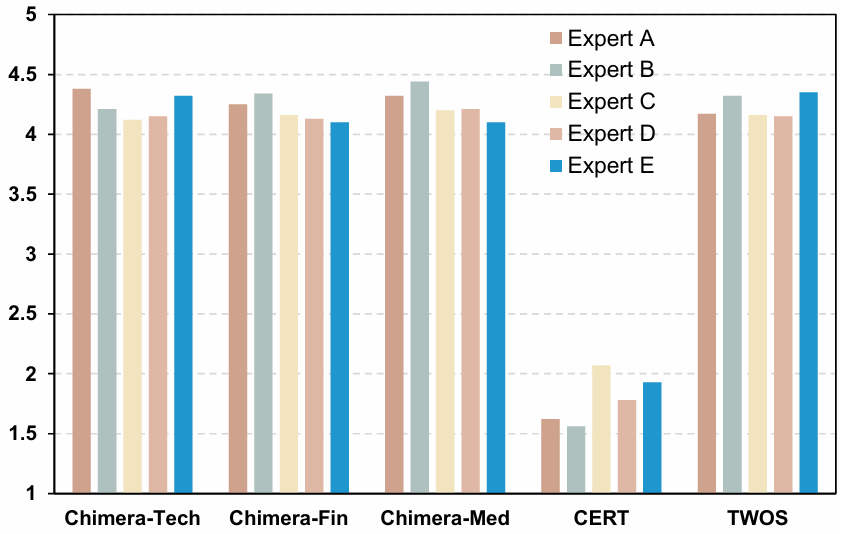 5
4.5
4
3.5
3
2.5
2
1.5
1
Expert A
Expert B
Expert C
Expert D
Expert E
Chimera-Tech Chimera-Fin Chimera-Med CERT TWOS